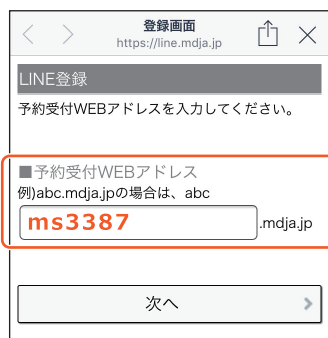 登録画面
https://line.mdja.jp
LINE登録
予約受付WEBアドレスを入力してください。
■予約受付WEBアドレス
例)abc.mdja.jpの場合は、abc
ms3387 .mdja.jp
次へ